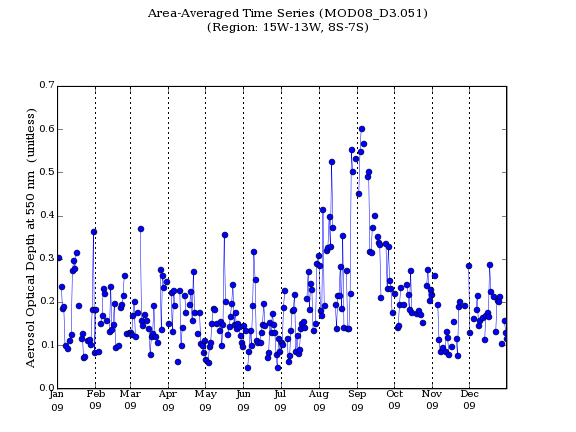 Area-Averaged Time Series (MOD08_D3.051)
(Region: 15W-13W, 8S-7S)
Aerosol Optical Depth at 550 nm (unitless)
0.7
0.6
0.5
0.4
0.3
0.2
0.1
0.0
Jan Feb Mar Apr May Jun Jul Aug Sep Oct Nov Dec
09 09 09 09 09 09 09 09 09 09 09 09